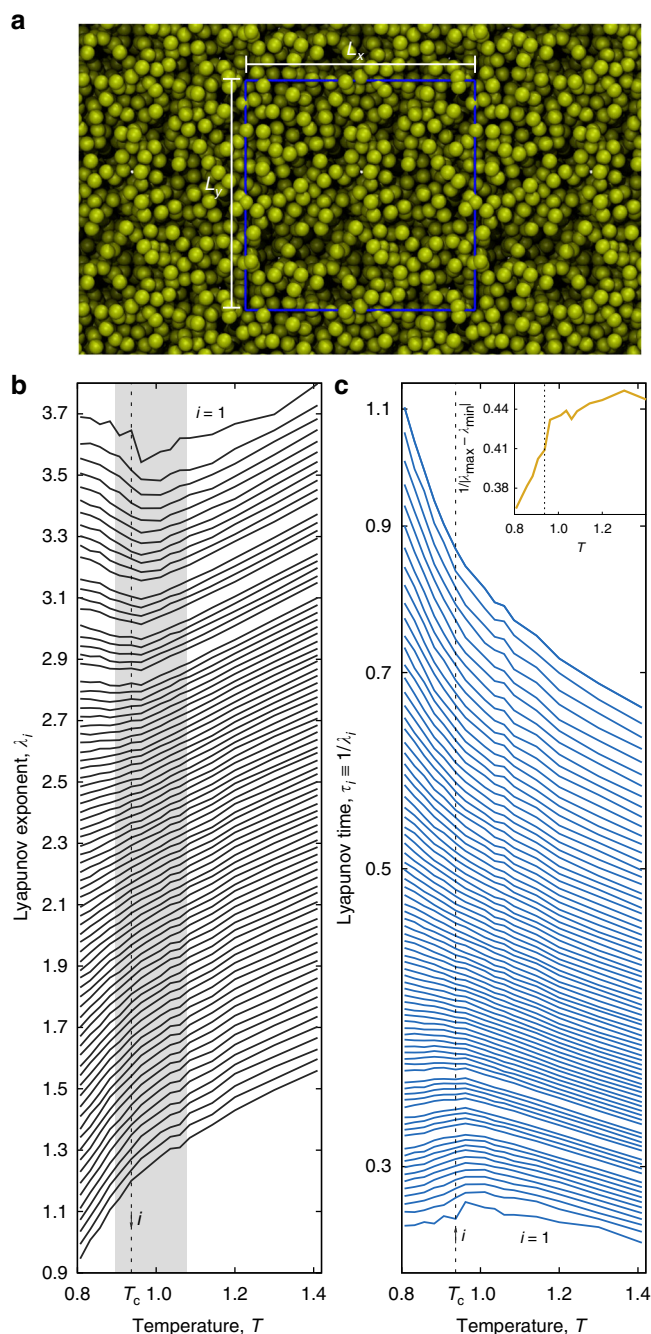 a
Lx
Ly
b
3.7
3.5
3.3
3.1
2.9
2.7
2.5
2.3
2.1
1.9
1.7
1.5
1.3
1.1
0.9
Lyapunov exponent, λi
i = 1
i
0.8
Tc
1.0
1.2
1.4
Temperature, T
c
1.1
0.9
0.7
0.5
0.3
Lyapunov time, τi ≡ 1/λi
0.44
0.41
0.38
1/|λmax − λmin|
0.8
1.0
1.2
T
i
i = 1
0.8
Tc
1.0
1.2
1.4
Temperature, T